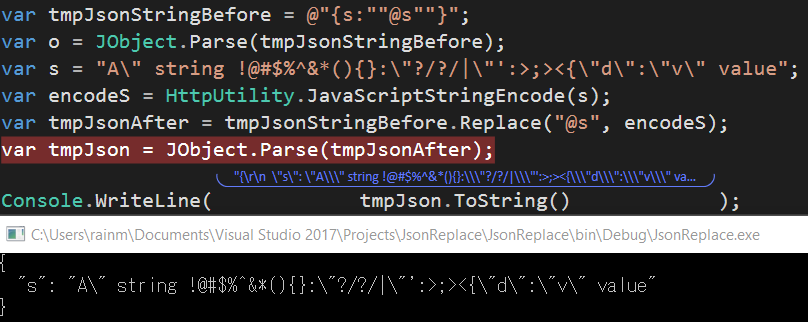 var tmpJsonStringBefore = @"{s:""@s""}";
var o = JObject.Parse(tmpJsonStringBefore);
var s = "A\" string !@#$%^&*(){}:\"?/?/|\"':>;><{\"d\":\"v\" value";
var encodeS = HttpUtility.JavaScriptStringEncode(s);
var tmpJsonAfter = tmpJsonStringBefore.Replace("@s", encodeS);
var tmpJson = JObject.Parse(tmpJsonAfter);
"{\r\n \"s\": \"A\\\" string !@#$%^&*(){}:\\\"?/?/|\\\"':>;><{\\\"d\\\":\\\"v\\\" va...
Console.WriteLine( tmpJson.ToString() );
C:\Users\rainm\Documents\Visual Studio 2017\Projects\JsonReplace\JsonReplace\bin\Debug\JsonReplace.exe
{
"s": "A\" string !@#$%^&*(){}:\"?/?/|\"':>;><{\"d\":\"v\" value"
}